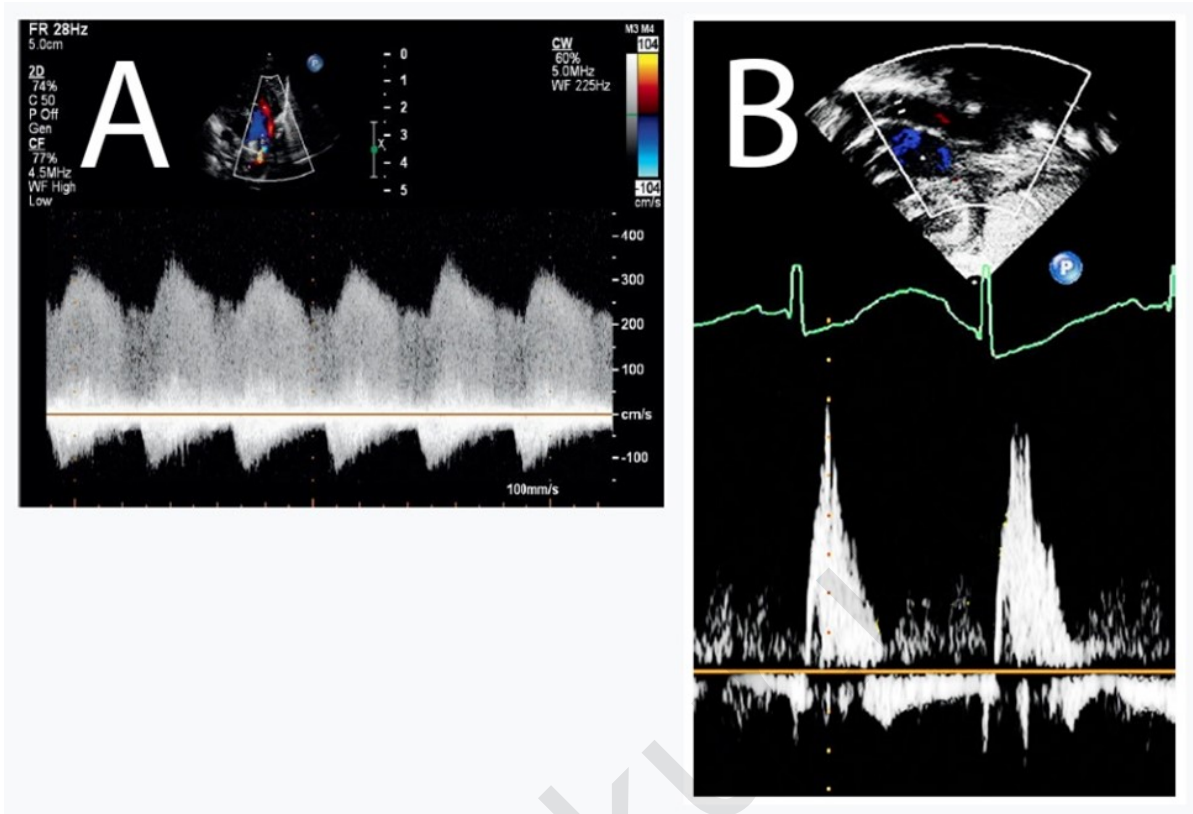 FR 28Hz
5.0cm
2D
74%
C 50
P Off
Gen
CF
77%
4.5MHz
WF High
Low
A
P
0
1
2
3
4
5
X
CW
60%
5.0MHz
WF 225Hz
M3 M4
104
-104
cm/s
400
300
200
100
cm/s
-100
100mm/s
B
P